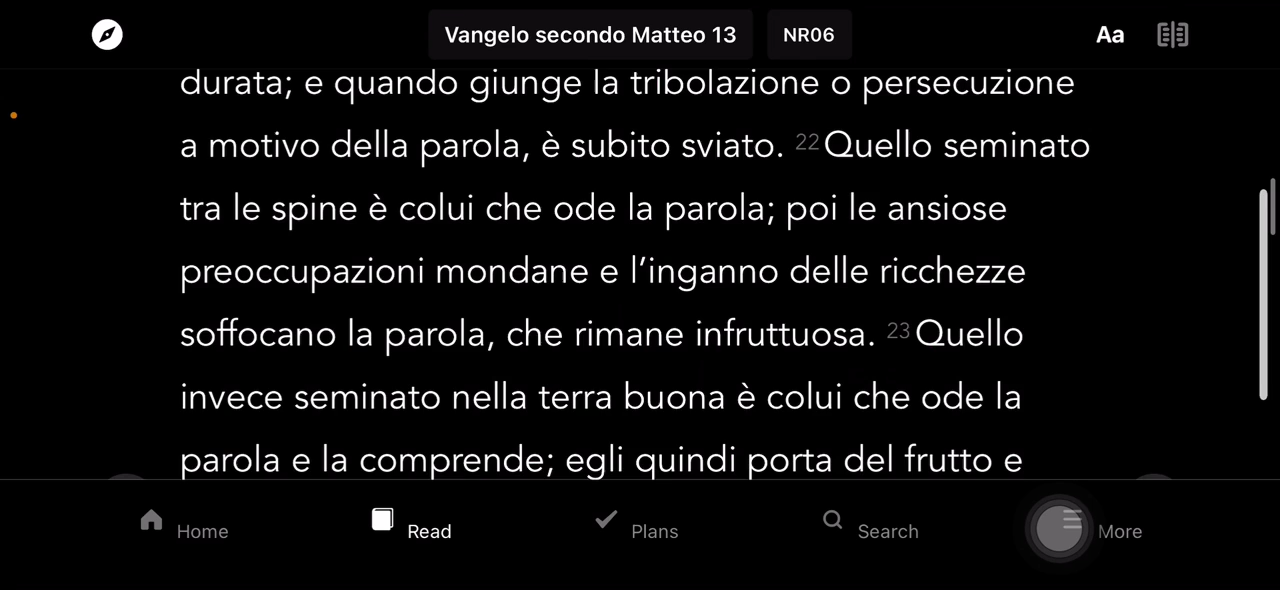 Vangelo secondo Matteo 13 NR06 Aa
durata; e quando giunge la tribolazione o persecuzione
a motivo della parola, è subito sviato. 22 Quello seminato
tra le spine è colui che ode la parola; poi le ansiose
preoccupazioni mondane e l’inganno delle ricchezze
soffocano la parola, che rimane infruttuosa. 23 Quello
invece seminato nella terra buona è colui che ode la
parola e la comprende; egli quindi porta del frutto e
Home Read Plans Search More